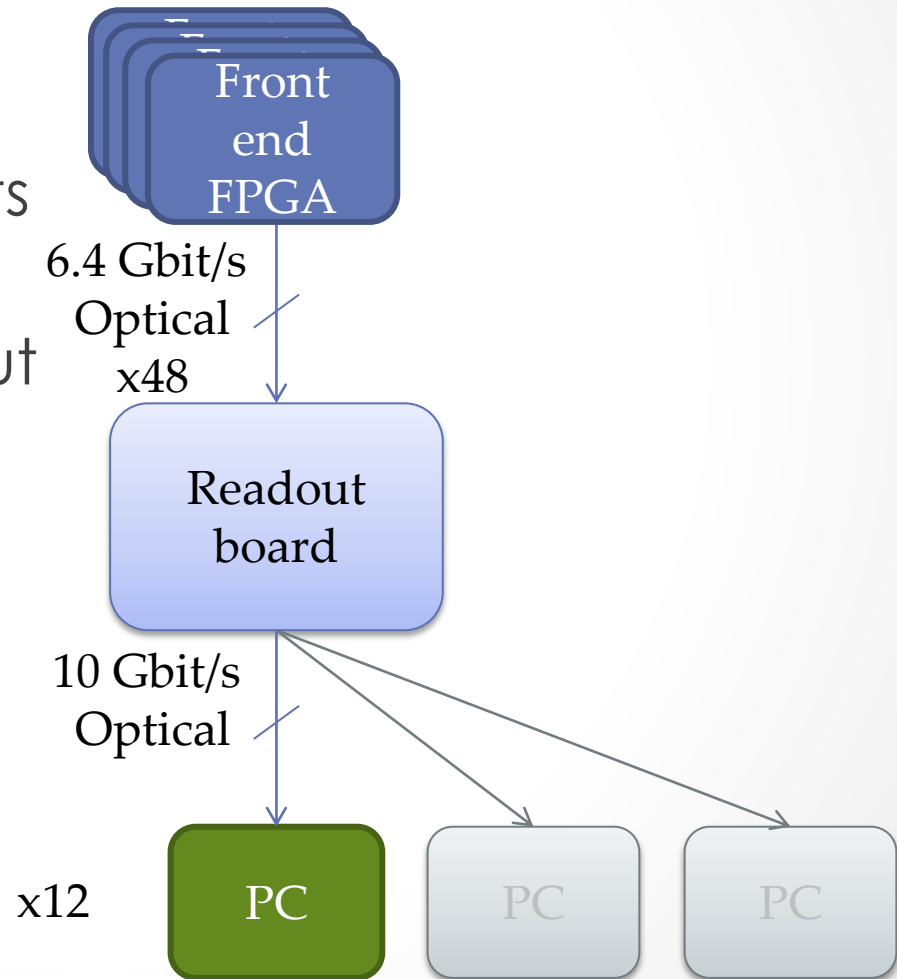 Front
end
FPGA
6.4 Gbit/s
Optical
x48
Readout
board
10 Gbit/s
Optical
x12
PC
PC
PC